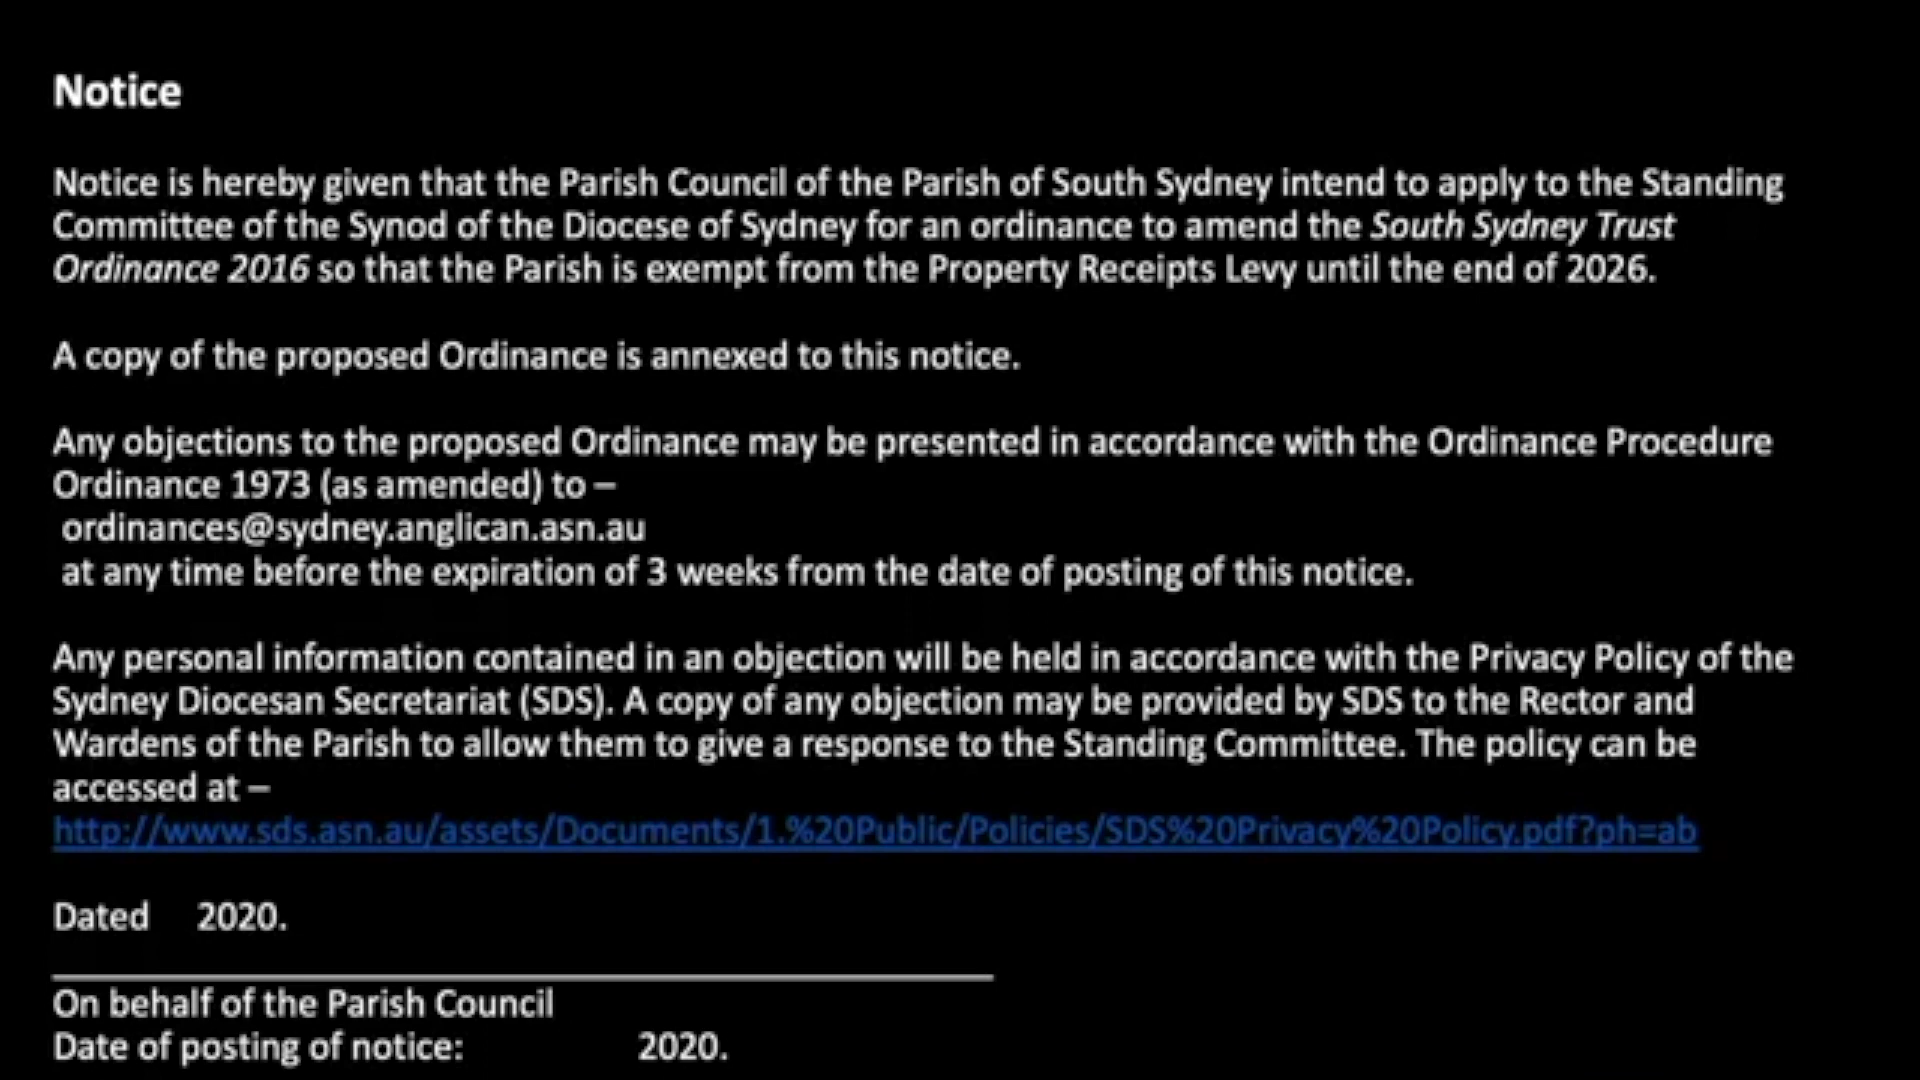 Notice
Notice is hereby given that the Parish Council of the Parish of South Sydney intend to apply to the Standing
Committee of the Synod of the Diocese of Sydney for an ordinance to amend the South Sydney Trust
Ordinance 2016 so that the Parish is exempt from the Property Receipts Levy until the end of 2026.
A copy of the proposed Ordinance is annexed to this notice.
Any objections to the proposed Ordinance may be presented in accordance with the Ordinance Procedure
Ordinance 1973 (as amended) to –
ordinances@sydney.anglican.asn.au
at any time before the expiration of 3 weeks from the date of posting of this notice.
Any personal information contained in an objection will be held in accordance with the Privacy Policy of the
Sydney Diocesan Secretariat (SDS). A copy of any objection may be provided by SDS to the Rector and
Wardens of the Parish to allow them to give a response to the Standing Committee. The policy can be
accessed at –
http://www.sds.asn.au/assets/Documents/1.%20Public/Policies/SDS%20Privacy%20Policy.pdf?ph=ab
Dated 2020.
On behalf of the Parish Council
Date of posting of notice: 2020.